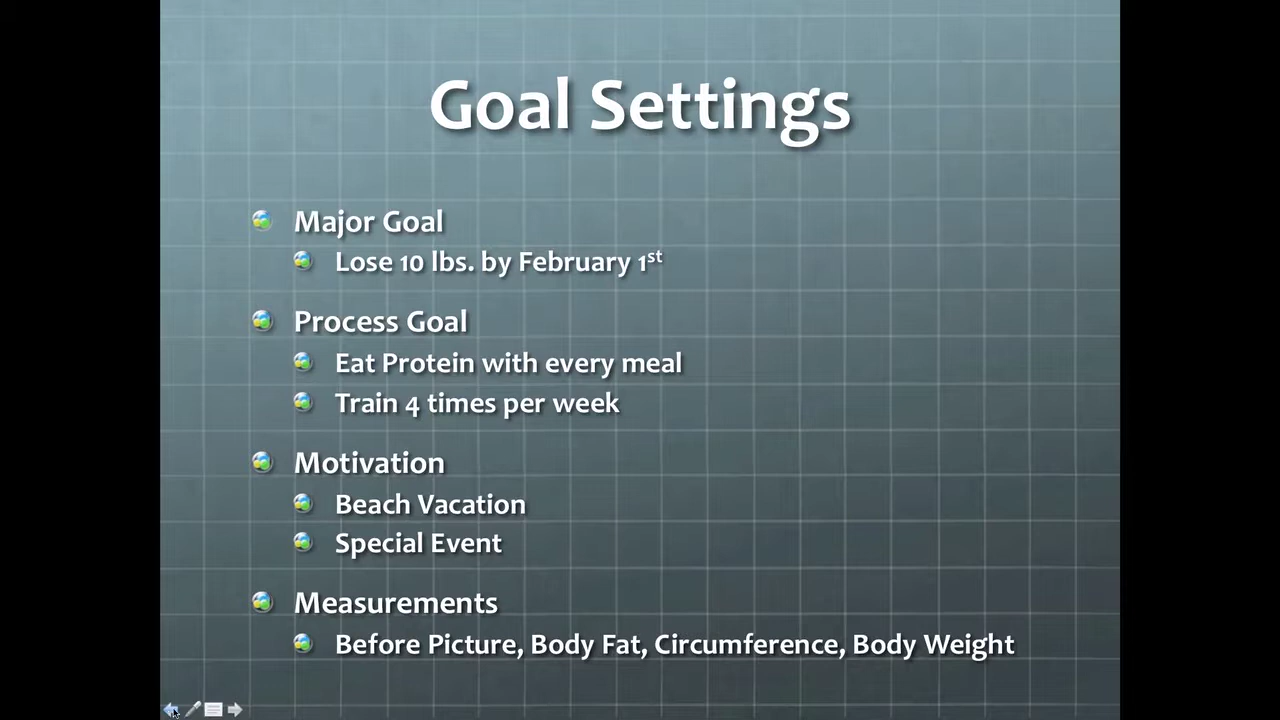 Goal Settings
Major Goal
Lose 10 lbs. by February 1st
Process Goal
Eat Protein with every meal
Train 4 times per week
Motivation
Beach Vacation
Special Event
Measurements
Before Picture, Body Fat, Circumference, Body Weight